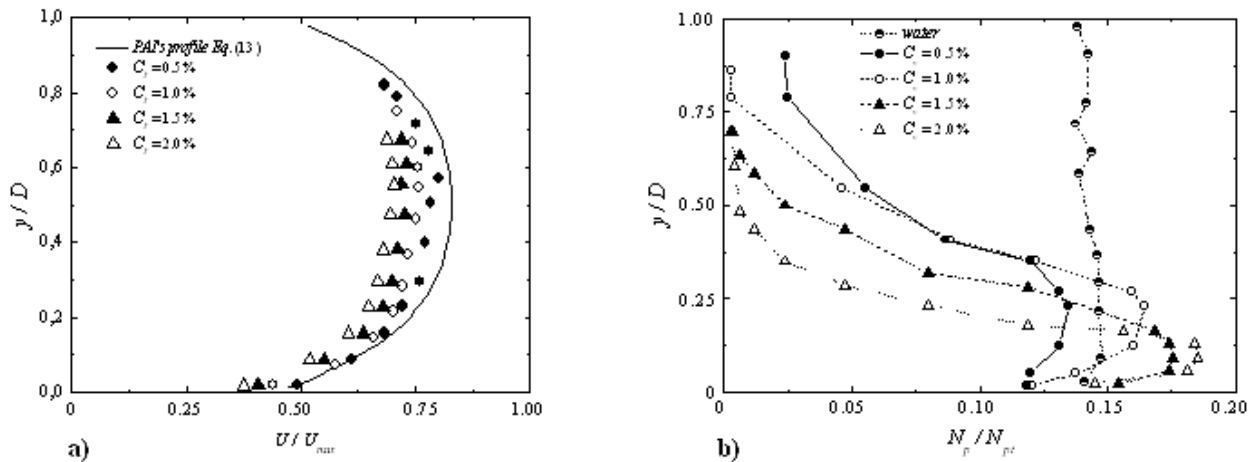 PAI's profile Eq.(13)
C =0.5%
C =1.0%
C =1.5%
C =2.0%
1,0
0,8
0,6
0,4
0,2
0,0
y / D
0
0.25
0.50
0.75
1.00
U / U
a)
water
C =0.5%
C =1.0%
C =1.5%
C =2.0%
1.00
0.75
0.50
0.25
0
y / D
0
0.05
0.10
0.15
0.20
N_p / N_pt
b)